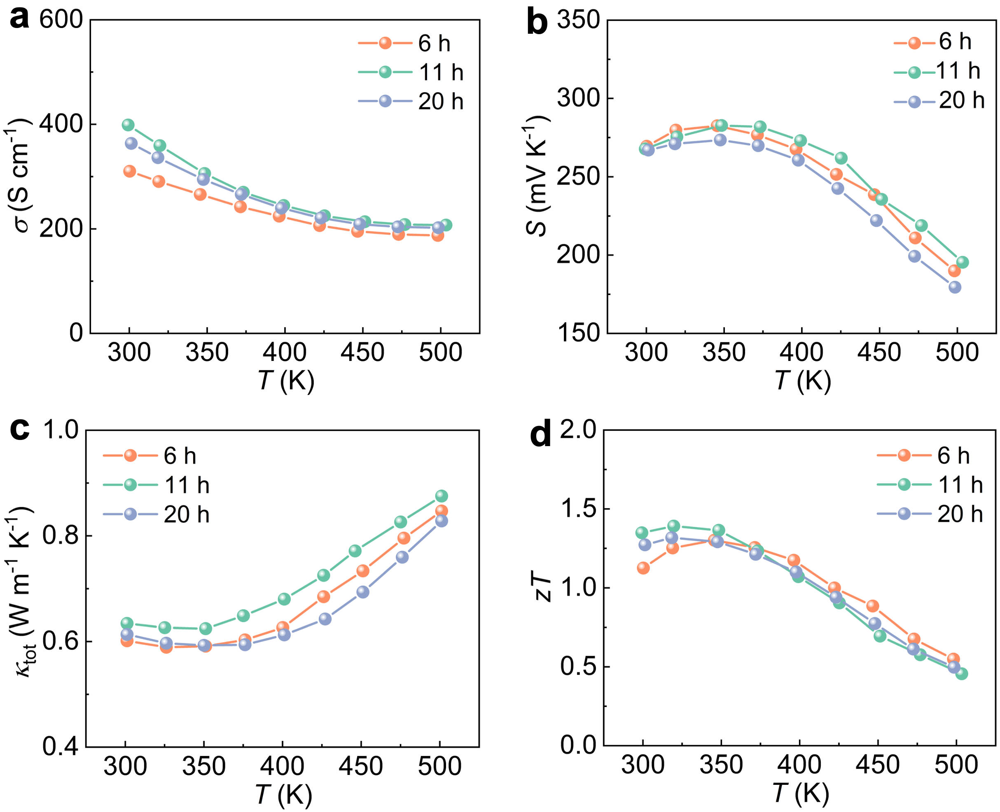 a
600
400
200
0
σ (S cm⁻¹)
6 h
11 h
20 h
300 350 400 450 500
T (K)
b
350
300
250
200
150
S (mV K⁻¹)
6 h
11 h
20 h
300 350 400 450 500
T (K)
c
1.0
0.8
0.6
0.4
κtot (W m⁻¹ K⁻¹)
6 h
11 h
20 h
300 350 400 450 500
T (K)
d
2.0
1.5
1.0
0.5
0.0
zT
6 h
11 h
20 h
300 350 400 450 500
T (K)